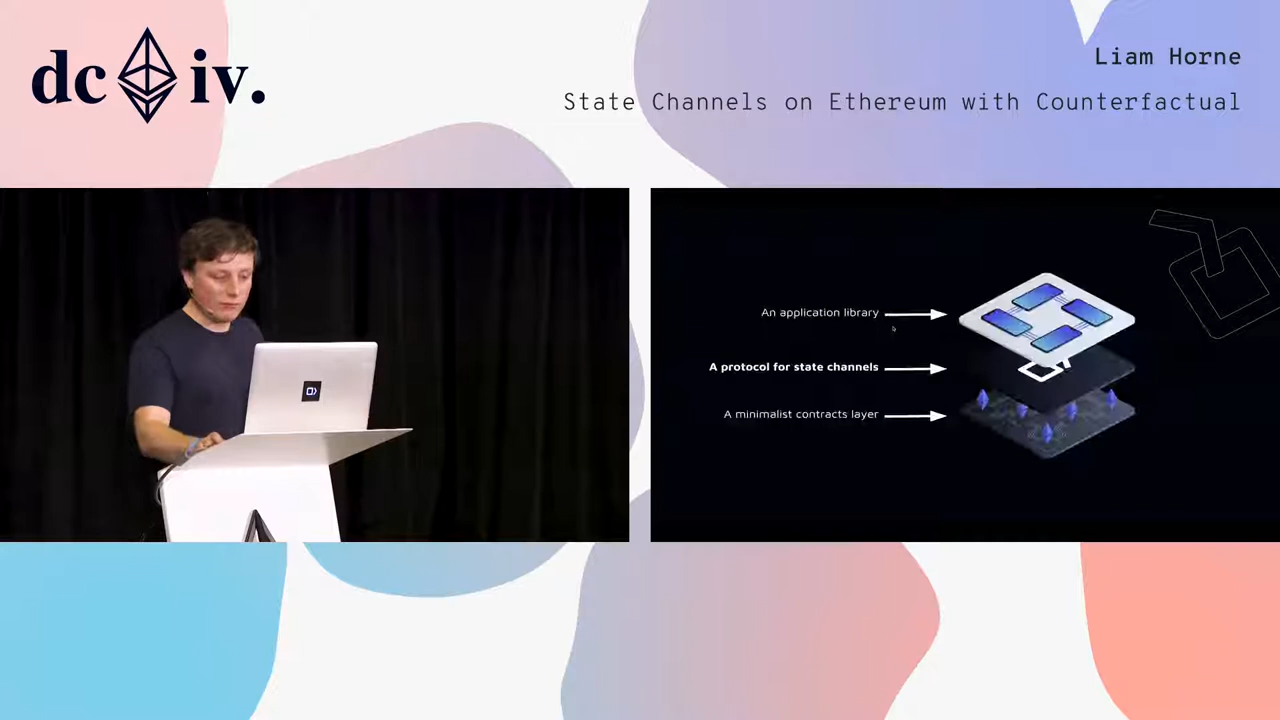 dc iv.
Liam Horne
State Channels on Ethereum with Counterfactual
An application library
A protocol for state channels
A minimalist contracts layer